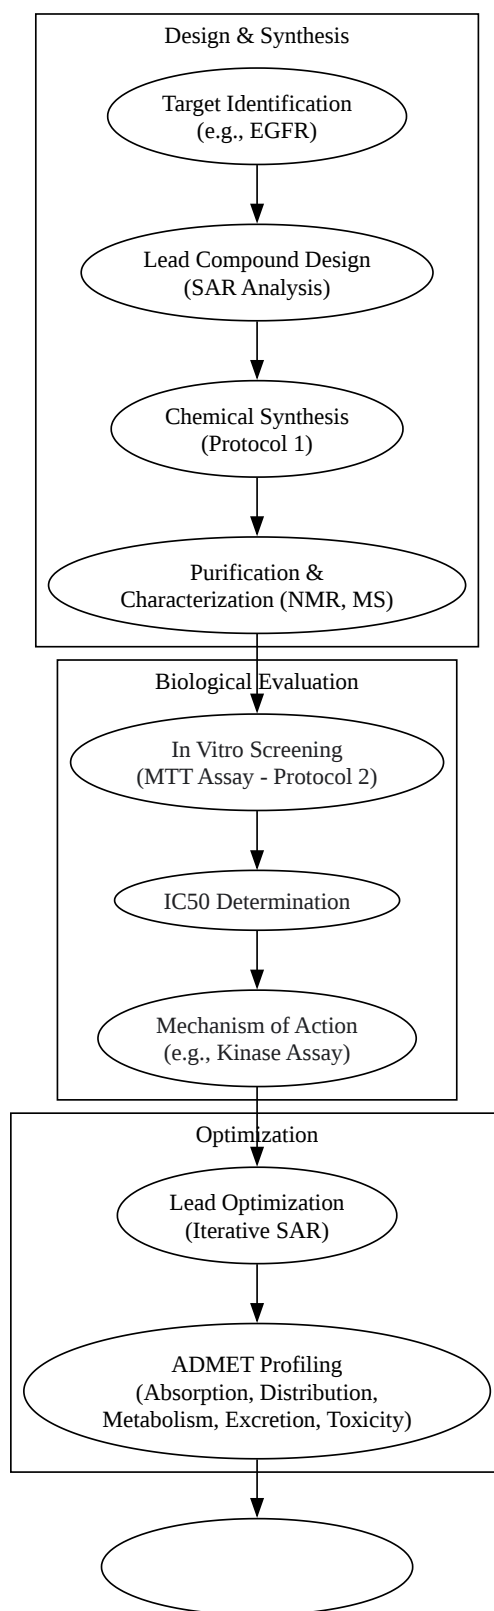 Design & Synthesis
Target Identification
(e.g., EGFR)
Lead Compound Design
(SAR Analysis)
Chemical Synthesis
(Protocol 1)
Purification &
Characterization (NMR, MS)
Biological Evaluation
In Vitro Screening
(MTT Assay - Protocol 2)
IC50 Determination
Mechanism of Action
(e.g., Kinase Assay)
Optimization
Lead Optimization
(Iterative SAR)
ADMET Profiling
(Absorption, Distribution,
Metabolism, Excretion, Toxicity)